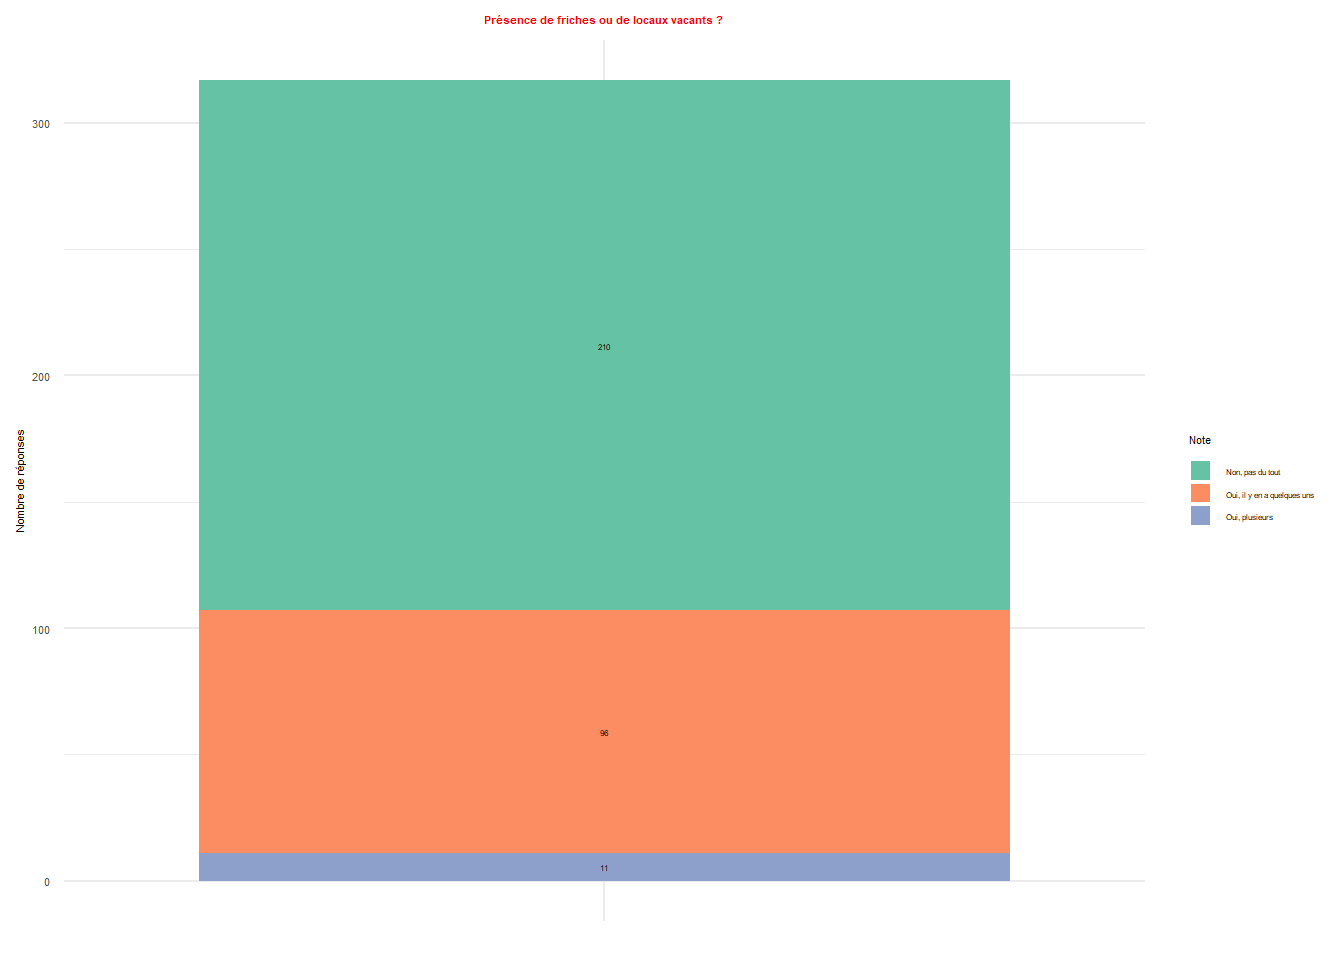 Présence de friches ou de locaux vacants ?
Nombre de réponses
300
200
100
0
210
96
11
Note
Non, pas du tout
Oui, il y en a quelques uns
Oui, plusieurs